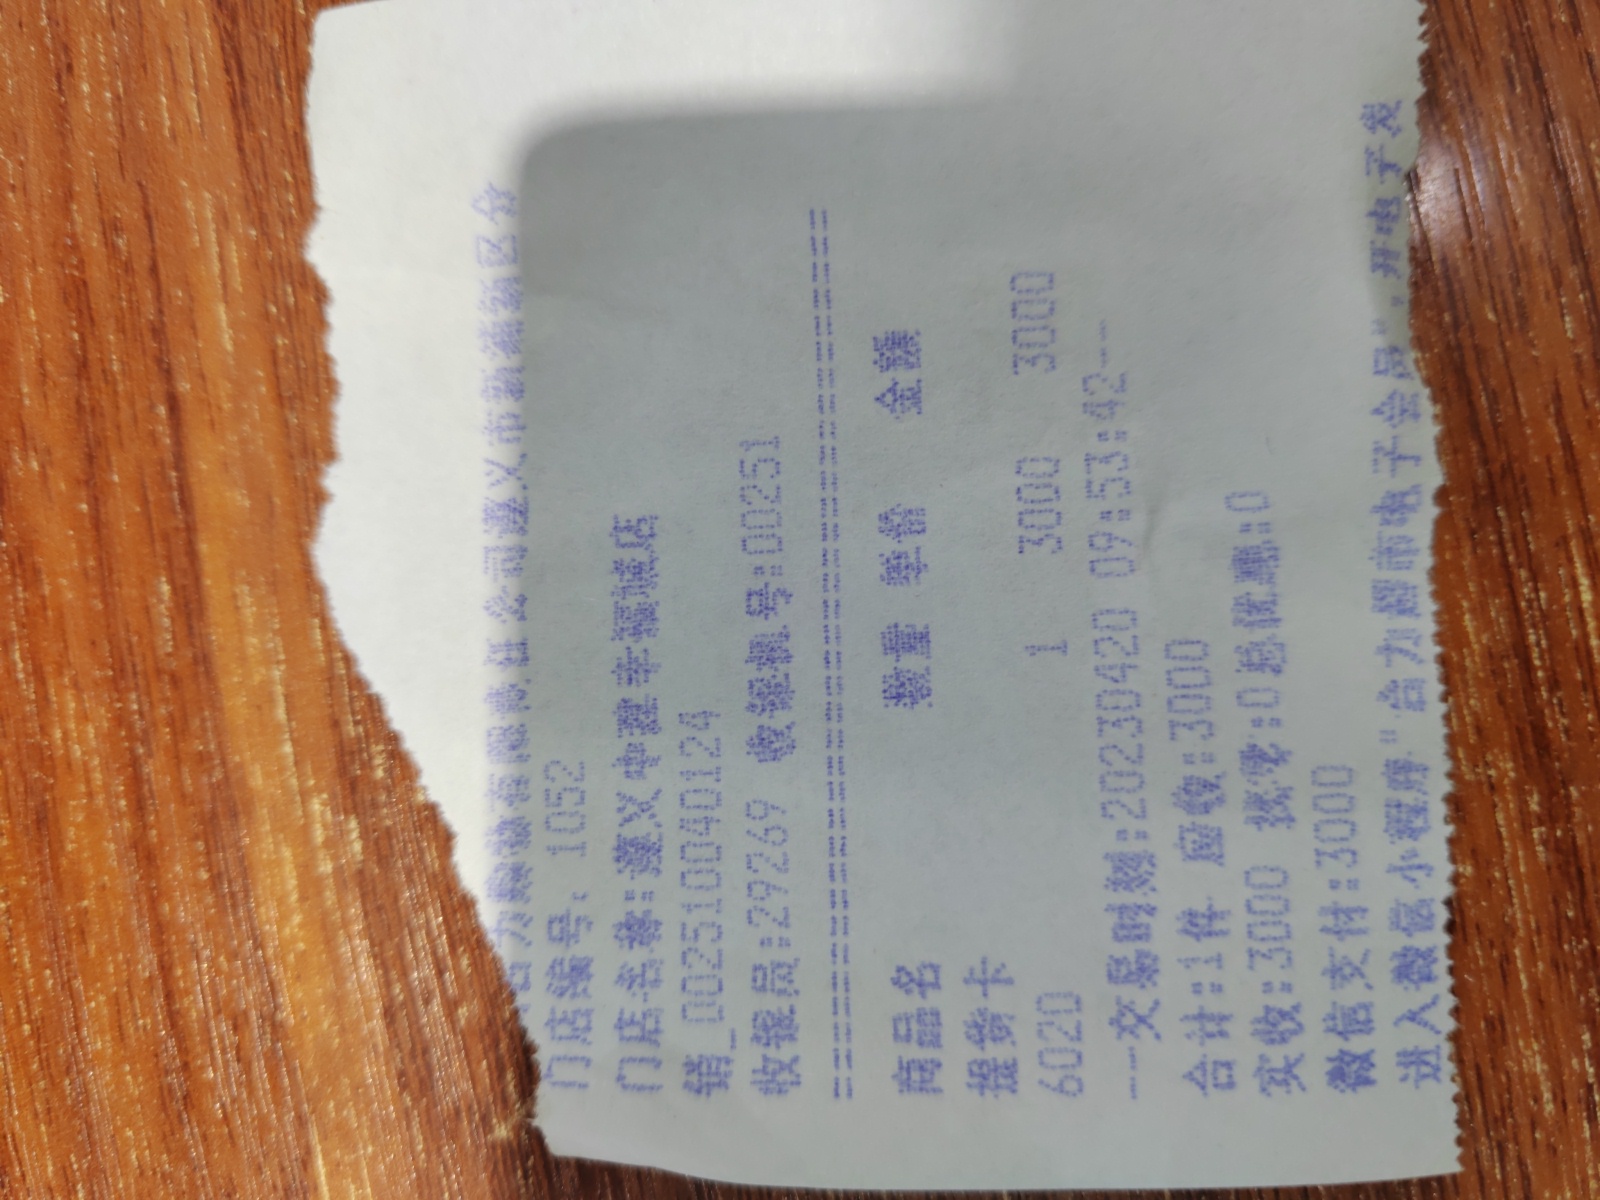 合力超市有限责任公司遵义市新蒲新区分
门店编号: 1052
门店名称:遵义中建幸福城店
销_002510040124
收银员:29269 收银机号:00251
==========================================
商品名 数量 单价 金额
提货卡
6020 1 3000 3000
--交易时刻:20230420 09:53:42--
合计:1件 应收:3000
实收:3000 找零:0总优惠:0
微信支付:3000
进入微信小程序"合力超市电子会员",开电子发